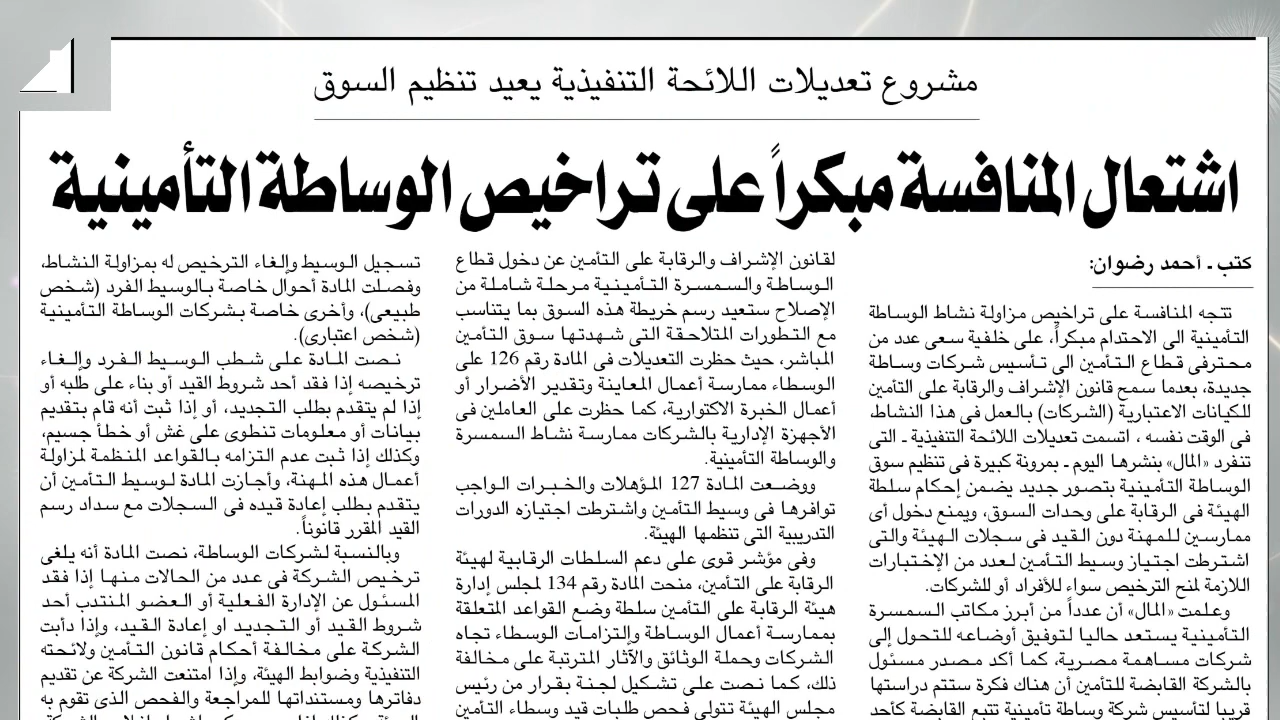 مشروع تعديلات اللائحة التنفيذية يعيد تنظيم السوق
اشتعال المنافسة مبكراً على تراخيص الوساطة التأمينية
كتب ـ أحمد رضوان:
تتجه المنافسة على تراخيص مزاولة نشاط الوساطة
التأمينية الى الاحتدام مبكراً، على خلفية سعى عدد من
محترفى قطاع التأمين الى تأسيس شركات وساطة
جديدة، بعدما سمح قانون الإشراف والرقابة على التأمين
للكيانات الاعتبارية (الشركات) بالعمل فى هذا النشاط،
فى الوقت نفسه ، اتسمت تعديلات اللائحة التنفيذية ـ التى
تنفرد «المال» بنشرها اليوم ـ بمرونة كبيرة فى تنظيم سوق
الوساطة التأمينية بتصور جديد يضمن إحكام سلطة
الهيئة فى الرقابة على وحدات السوق، ويمنع دخول أى
ممارسين للمهنة دون القيد فى سجلات الهيئة والتى
اشترطت اجتياز وسيط التأمين لعدد من الإختبارات
اللازمة لمنح الترخيص سواء للأفراد أو للشركات.
وعلمت «المال» أن عدداً من أبرز مكاتب السمسرة
التأمينية يستعد حاليا لتوفيق أوضاعه للتحول إلى
شركات مساهمة مصرية، كما أكد مصدر مسئول
بالشركة القابضة للتأمين أن هناك فكرة ستتم دراستها
قريبا لتأسيس شركة وساطة تأمينية تتبع القابضة كأحد
لقانون الإشراف والرقابة على التأمين عن دخول قطاع
الوساطة والسمسرة التأمينية مرحلة شاملة من
الإصلاح ستعيد رسم خريطة هذه السوق بما يتناسب
مع التطورات المتلاحقة التى شهدتها سوق التأمين
المباشر، حيث حظرت التعديلات فى المادة رقم 126 على
الوسطاء ممارسة أعمال المعاينة وتقدير الأضرار أو
أعمال الخبرة الاكتوارية، كما حظرت على العاملين فى
الأجهزة الإدارية بالشركات ممارسة نشاط السمسرة
والوساطة التأمينية.
ووضعت المادة 127 المؤهلات والخبرات الواجب
توافرها فى وسيط التأمين واشترطت اجتيازه الدورات
التدريبية التى تنظمها الهيئة.
وفى مؤشر قوى على دعم السلطات الرقابية لهيئة
الرقابة على التأمين، منحت المادة رقم 134 لمجلس إدارة
هيئة الرقابة على التأمين سلطة وضع القواعد المتعلقة
بممارسة أعمال الوساطة والتزامات الوسطاء تجاه
الشركات وحملة الوثائق والآثار المترتبة على مخالفة
ذلك، كما نصت على تشكيل لجنة بقرار من رئيس
مجلس الهيئة تتولى فحص طلبات قيد وسطاء التأمين
تسجيل الوسيط وإلغاء الترخيص له بمزاولة النشاط،
وفصلت المادة أحوال خاصة بالوسيط الفرد (شخص
طبيعى)، وأخرى خاصة بشركات الوساطة التأمينية
(شخص اعتبارى).
نصت المادة على شطب الوسيط الفرد وإلغاء
ترخيصه إذا فقد أحد شروط القيد أو بناء على طلبه أو
إذا لم يتقدم بطلب التجديد، أو إذا ثبت أنه قام بتقديم
بيانات أو معلومات تنطوى على غش أو خطأ جسيم،
وكذلك إذا ثبت عدم التزامه بالقواعد المنظمة لمزاولة
أعمال هذه المهنة، وأجازت المادة لوسيط التأمين أن
يتقدم بطلب إعادة قيده فى السجلات مع سداد رسم
القيد المقرر قانوناً.
وبالنسبة لشركات الوساطة، نصت المادة أنه يلغى
ترخيص الشركة فى عدد من الحالات منها إذا فقد
المسئول عن الإدارة الفعلية أو العضو المنتدب أحد
شروط القيد أو التجديد او إعادة القيد، وإذا دأبت
الشركة على مخالفة أحكام قانون التأمين ولائحته
التنفيذية وضوابط الهيئة، وإذا امتنعت الشركة عن تقديم
دفاترها ومستنداتها للمراجعة والفحص الذى تقوم به